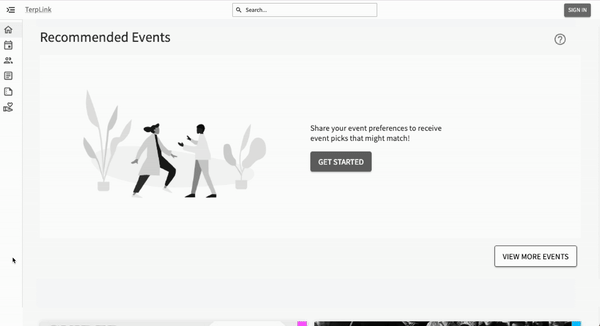 TerpLink
Search...
SIGN IN
Recommended Events
Share your event preferences to receive
event picks that might match!
GET STARTED
VIEW MORE EVENTS